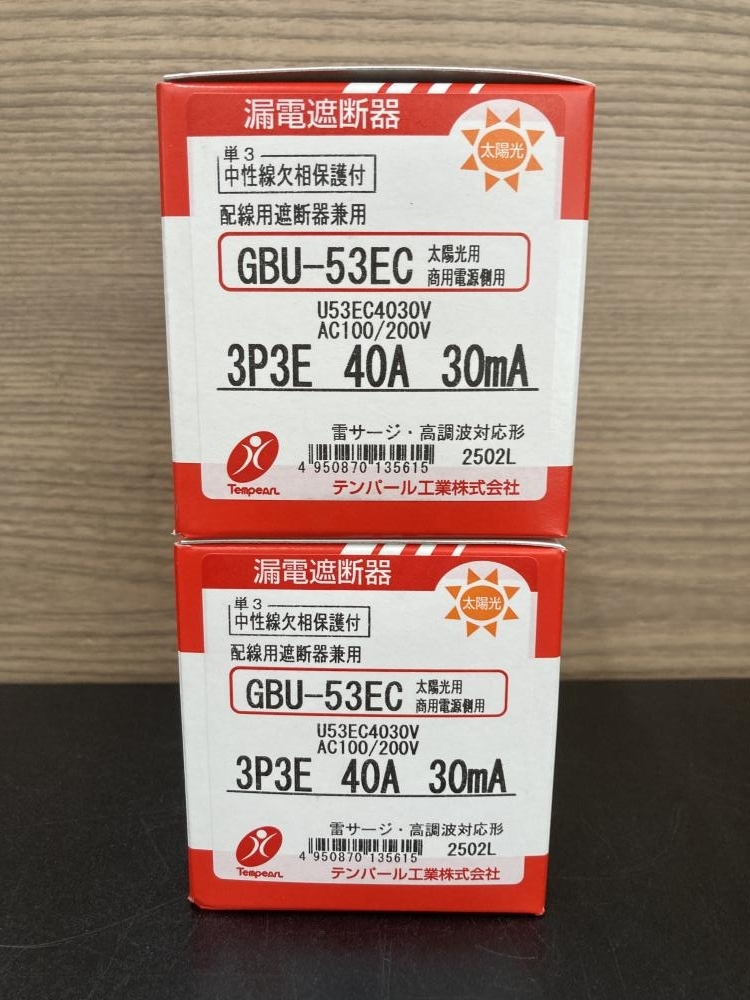 漏電遮断器
太陽光
単3
中性線欠相保護付
配線用遮断器兼用
GBU-53EC 太陽光用
商用電源側用
U53EC4030V
AC100/200V
3P3E 40A 30mA
雷サージ・高調波対応形
4 950870 135615 2502L
Tempearl テンパール工業株式会社
漏電遮断器
太陽光
単3
中性線欠相保護付
配線用遮断器兼用
GBU-53EC 太陽光用
商用電源側用
U53EC4030V
AC100/200V
3P3E 40A 30mA
雷サージ・高調波対応形
4 950870 135615 2502L
Tempearl テンパール工業株式会社